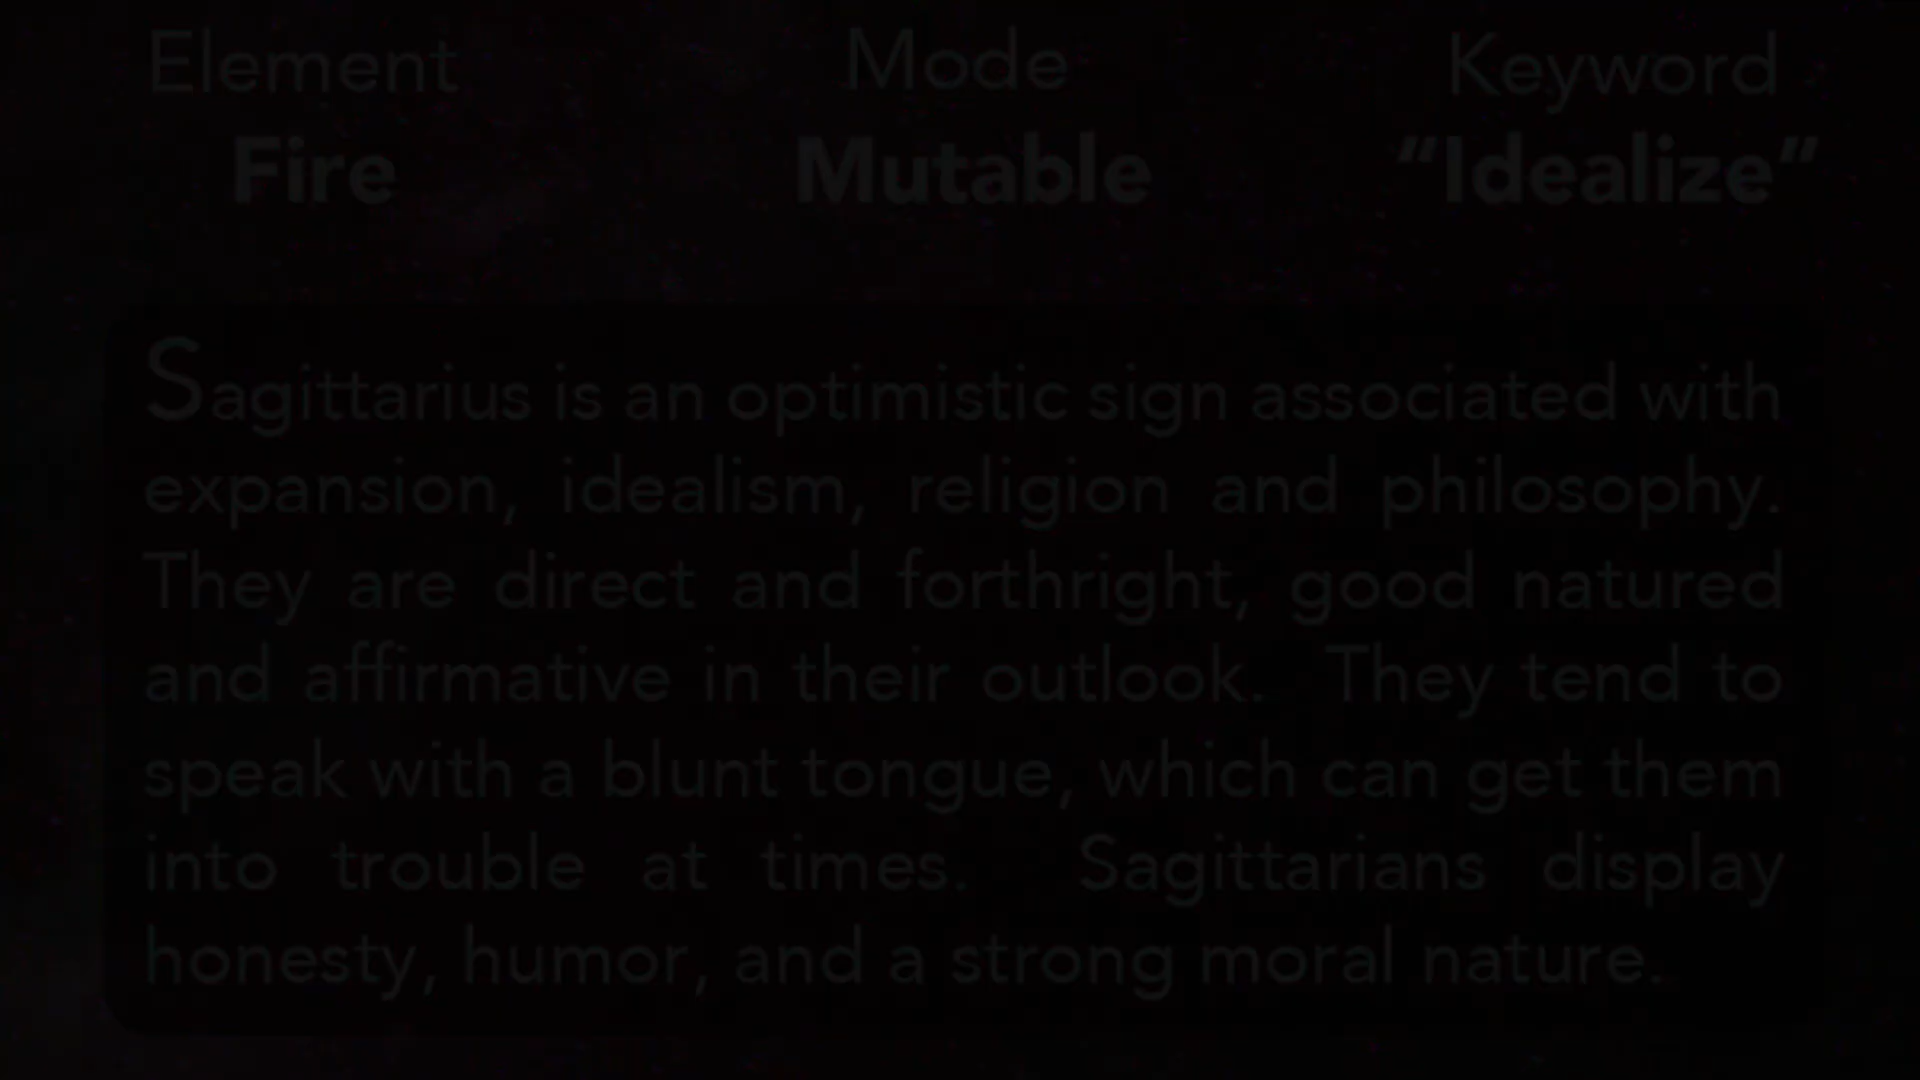 Element Mode Keyword
Fire Mutable “Idealize”
Sagittarius is an optimistic sign associated with
expansion, idealism, religion and philosophy.
They are direct and forthright, good natured
and affirmative in their outlook. They tend to
speak with a blunt tongue, which can get them
into trouble at times. Sagittarians display
honesty, humor, and a strong moral nature.